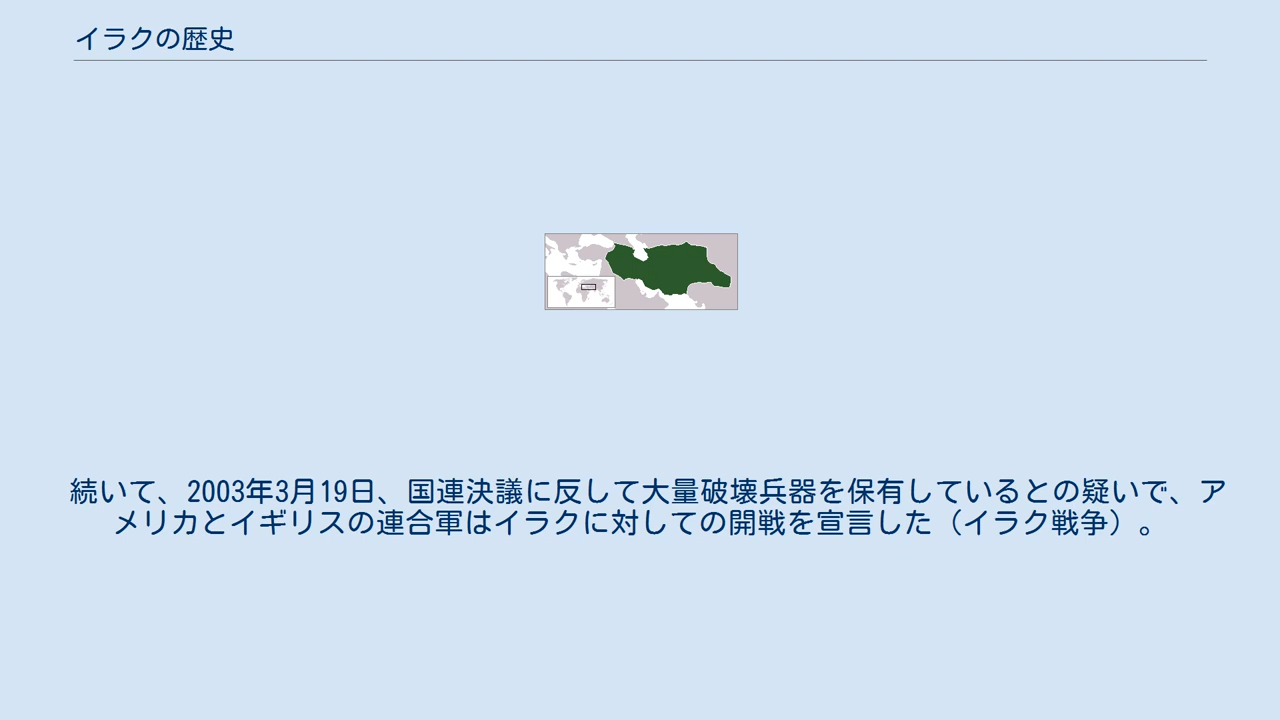 イラクの歴史
続いて、2003年3月19日、国連決議に反して大量破壊兵器を保有しているとの疑いで、ア
メリカとイギリスの連合軍はイラクに対しての開戦を宣言した（イラク戦争）。